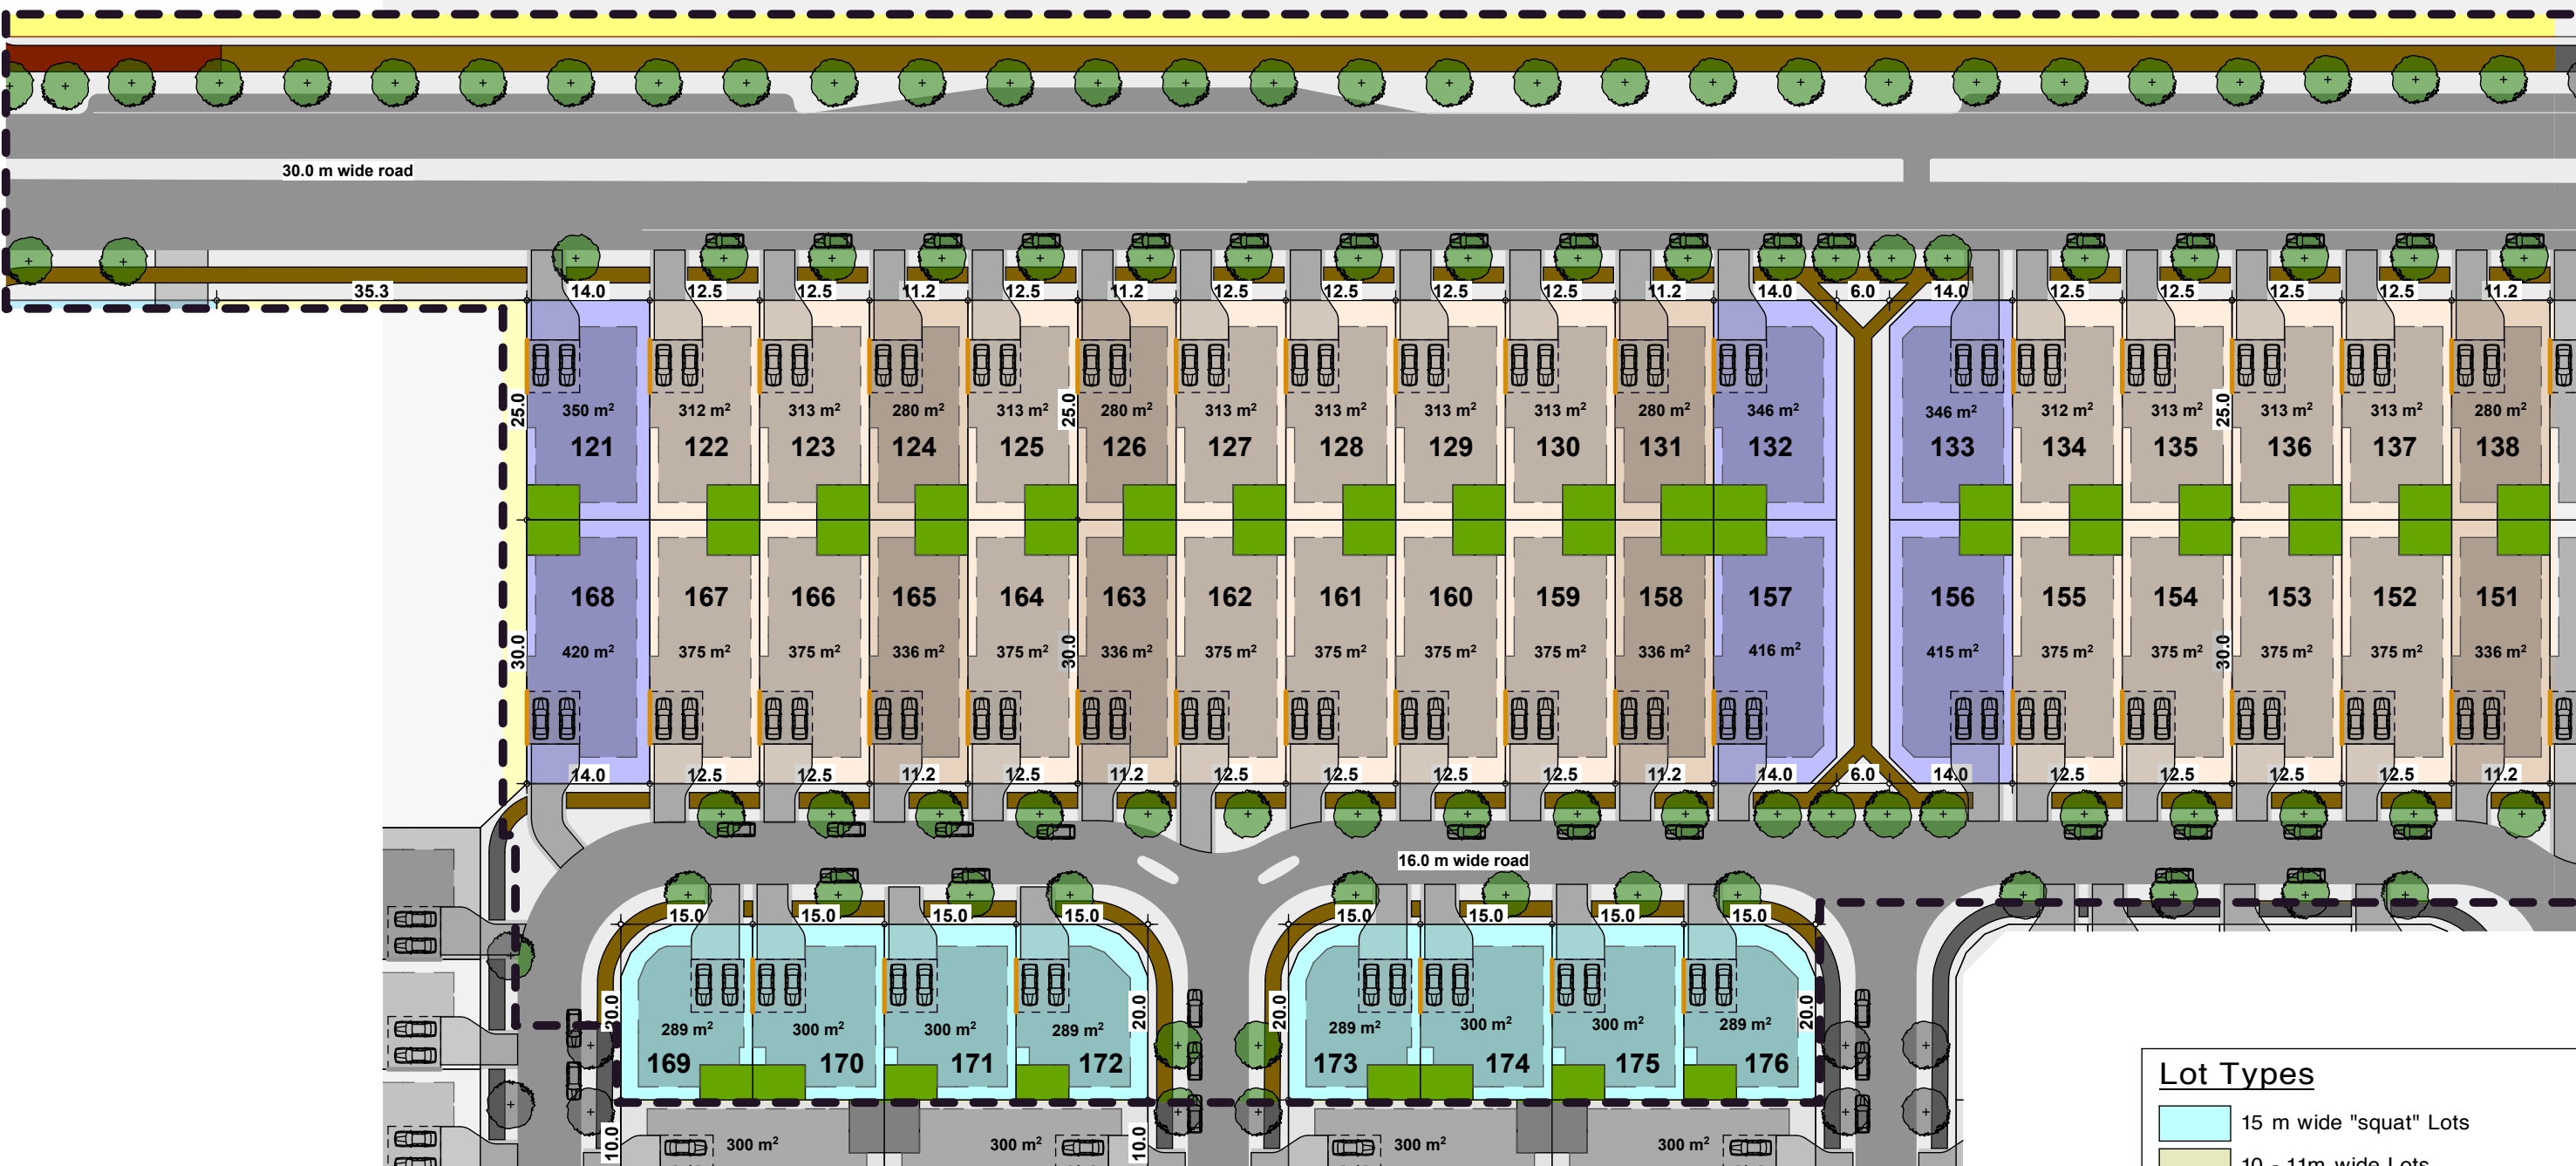 30.0 m wide road
35.3 14.0 12.5 12.5 11.2 12.5 11.2 12.5 12.5 12.5 12.5 11.2 14.0 6.0 14.0 12.5 12.5 12.5 12.5 11.2
25.0 25.0 25.0
350 m² 312 m² 313 m² 280 m² 313 m² 280 m² 313 m² 313 m² 313 m² 313 m² 280 m² 346 m² 346 m² 312 m² 313 m² 313 m² 313 m² 280 m²
121 122 123 124 125 126 127 128 129 130 131 132 133 134 135 136 137 138
168 167 166 165 164 163 162 161 160 159 158 157 156 155 154 153 152 151
30.0 30.0 30.0
420 m² 375 m² 375 m² 336 m² 375 m² 336 m² 375 m² 375 m² 375 m² 375 m² 336 m² 416 m² 415 m² 375 m² 375 m² 375 m² 375 m² 336 m²
14.0 12.5 12.5 11.2 12.5 11.2 12.5 12.5 12.5 12.5 11.2 14.0 6.0 14.0 12.5 12.5 12.5 12.5 11.2
16.0 m wide road
15.0 15.0 15.0 15.0 15.0 15.0 15.0 15.0
20.0 20.0 20.0 20.0
289 m² 300 m² 300 m² 289 m² 289 m² 300 m² 300 m² 289 m²
169 170 171 172 173 174 175 176
10.0 300 m² 300 m² 10.0 300 m² 300 m²
Lot Types
15 m wide "squat" Lots
10 - 11m wide Lots